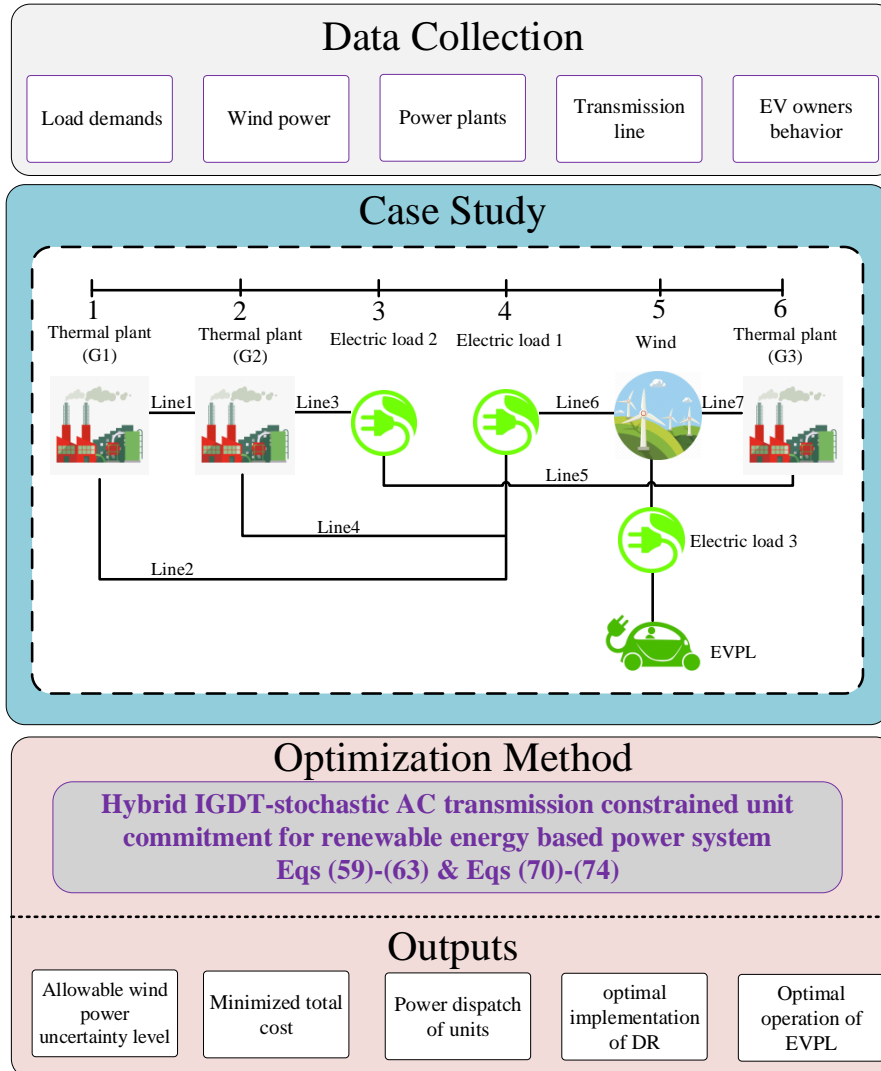 Data Collection
Load demands
Wind power
Power plants
Transmission
line
EV owners
behavior
Case Study
1
2
3
4
5
6
Thermal plant
(G1)
Thermal plant
(G2)
Electric load 2
Electric load 1
Wind
Thermal plant
(G3)
Line1
Line3
Line6
Line7
Line5
Line4
Line2
Electric load 3
EVPL
Optimization Method
Hybrid IGDT-stochastic AC transmission constrained unit
commitment for renewable energy based power system
Eqs (59)-(63) & Eqs (70)-(74)
Outputs
Allowable wind
power
uncertainty level
Minimized total
cost
Power dispatch
of units
optimal
implementation
of DR
Optimal
operation of
EVPL